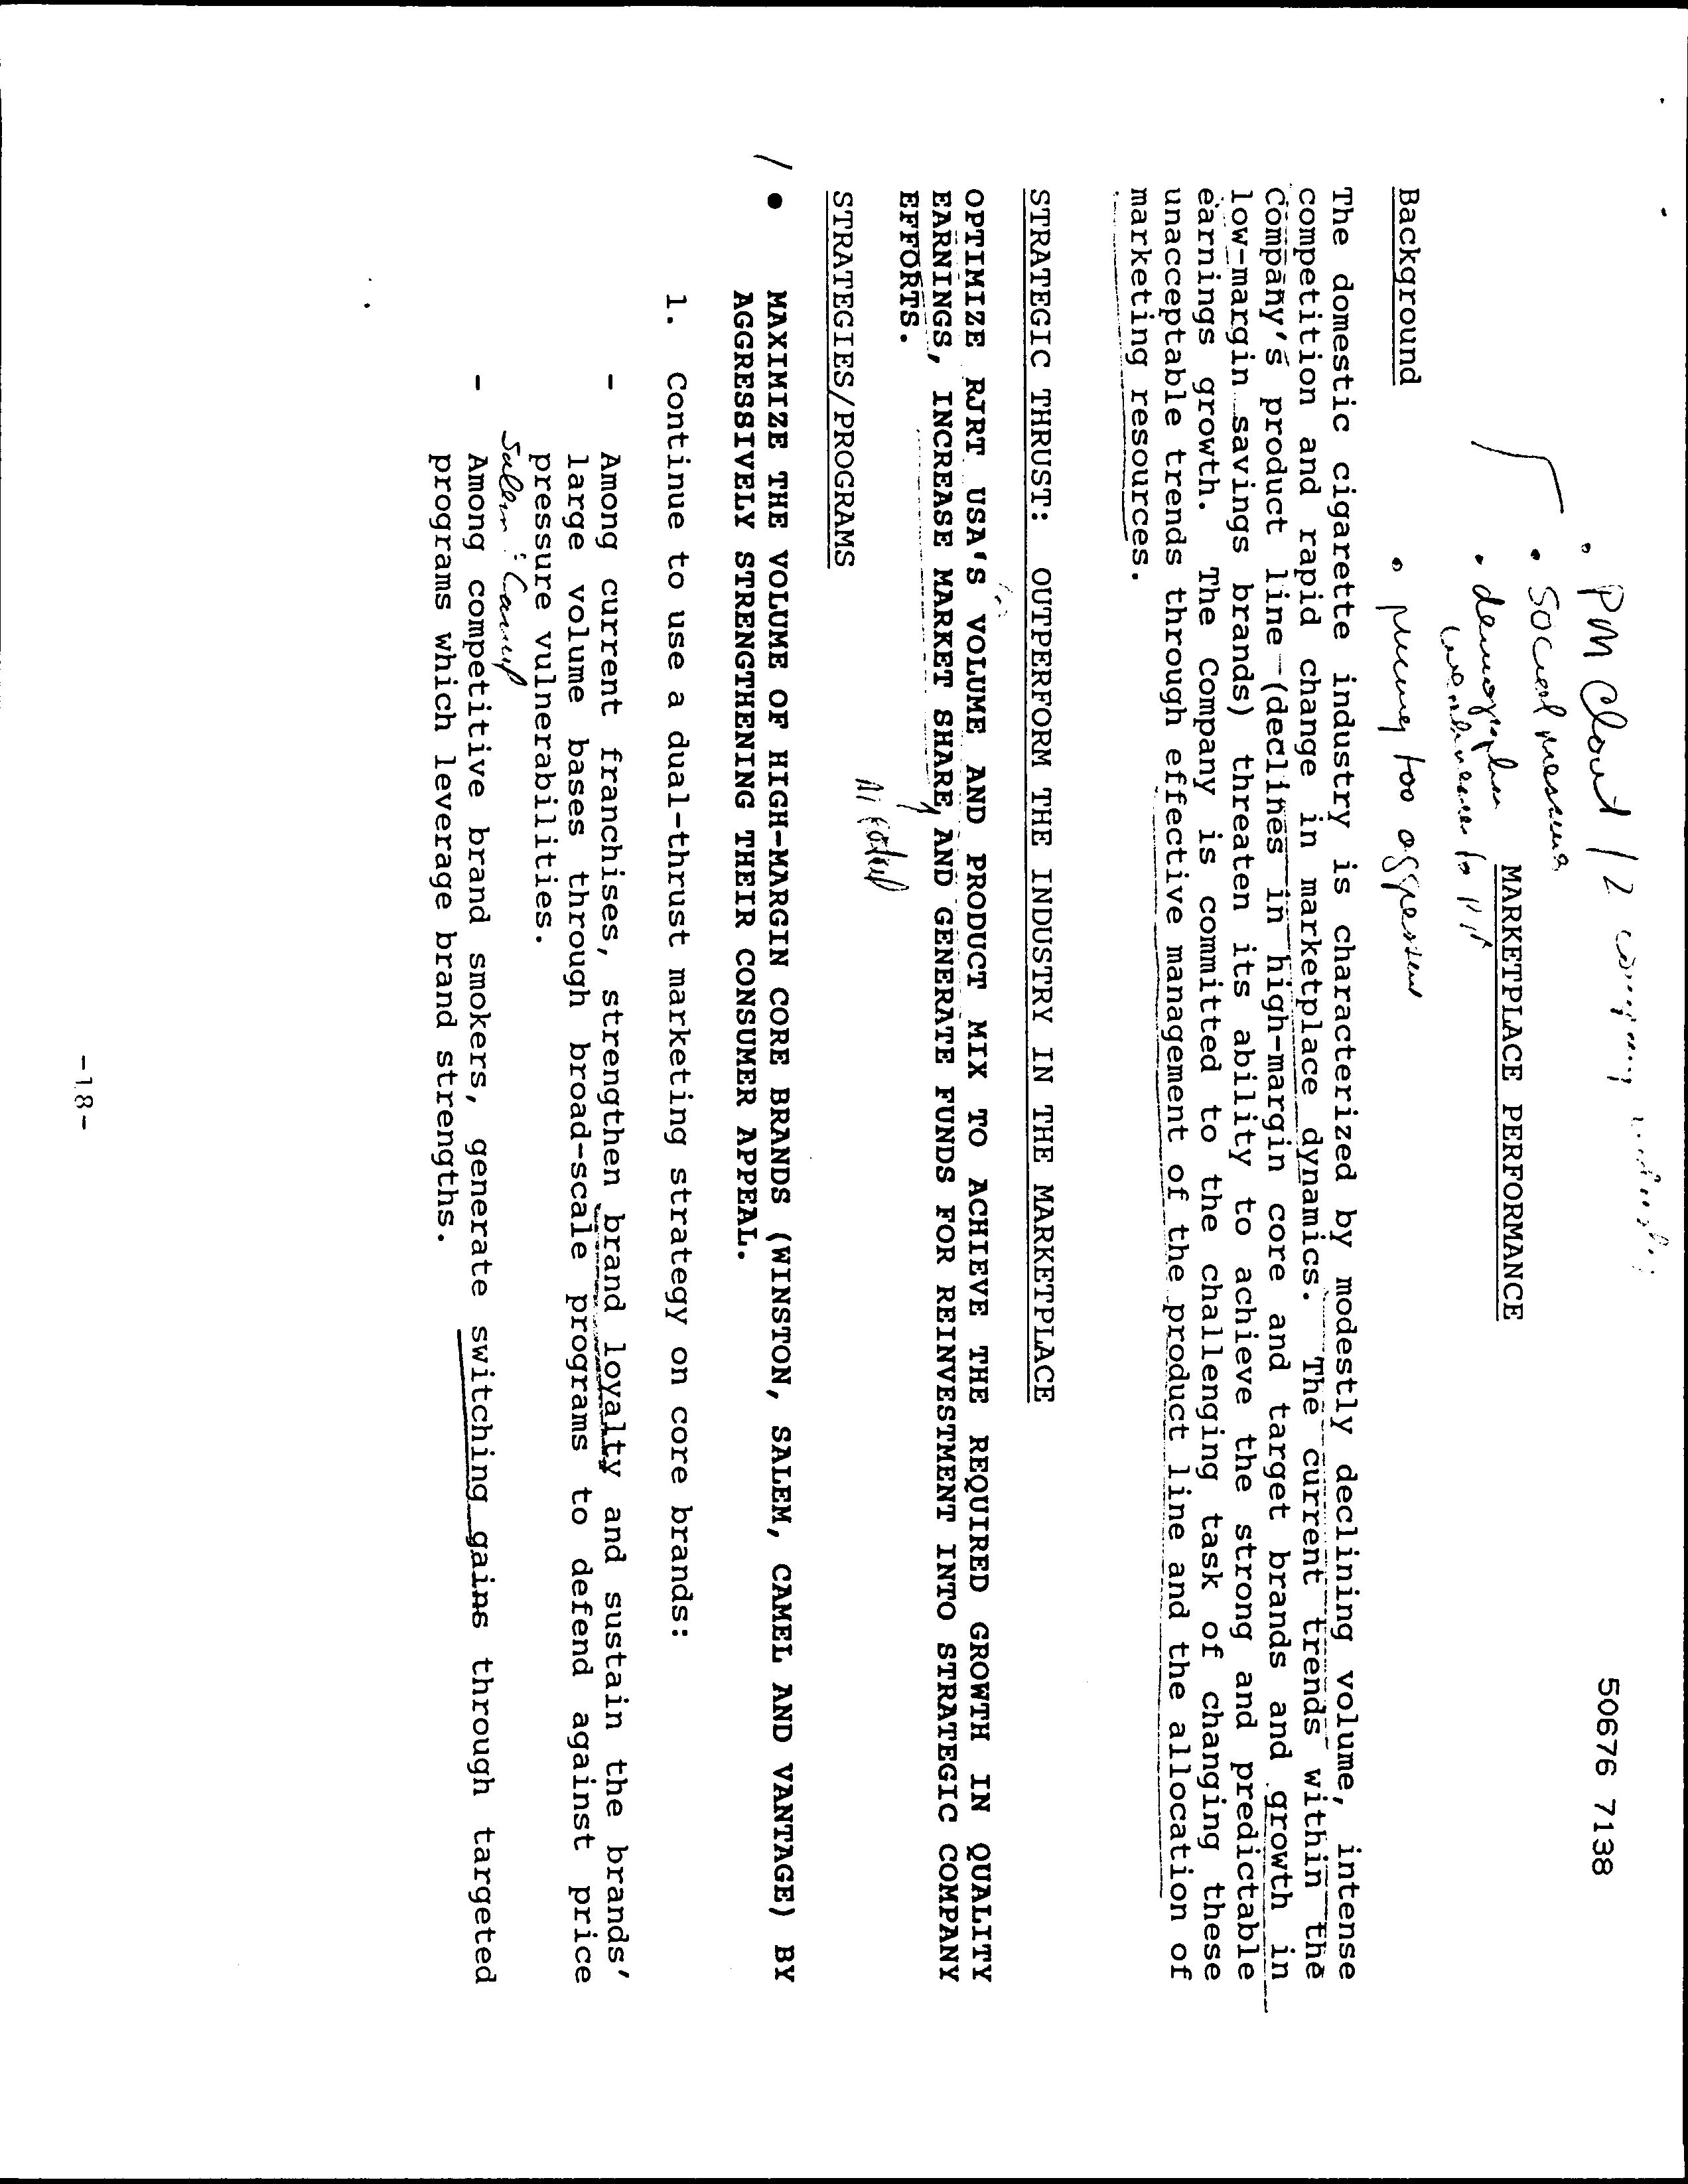 50676 7138
PM Clout / 2 company
• Social pressures
MARKETPLACE PERFORMANCE
• demographic
weaknesses to PM
• pricing too aggressive
Background
The domestic cigarette industry is characterized by modestly declining volume, intense
competition and rapid change in marketplace dynamics. The current trends within the
Company's product line (declines in high-margin core and target brands and growth in
low-margin savings brands) threaten its ability to achieve the strong and predictable
earnings growth. The Company is committed to the challenging task of changing these
unacceptable trends through effective management of the product line and the allocation of
marketing resources.
STRATEGIC THRUST: OUTPERFORM THE INDUSTRY IN THE MARKETPLACE
OPTIMIZE RJRT USA'S VOLUME AND PRODUCT MIX TO ACHIEVE THE REQUIRED GROWTH IN QUALITY
EARNINGS, INCREASE MARKET SHARE, AND GENERATE FUNDS FOR REINVESTMENT INTO STRATEGIC COMPANY
EFFORTS.
STRATEGIES/PROGRAMS
/ • MAXIMIZE THE VOLUME OF HIGH-MARGIN CORE BRANDS (WINSTON, SALEM, CAMEL AND VANTAGE) BY
AGGRESSIVELY STRENGTHENING THEIR CONSUMER APPEAL.
1. Continue to use a dual-thrust marketing strategy on core brands:
- Among current franchises, strengthen brand loyalty and sustain the brands'
large volume bases through broad-scale programs to defend against price
pressure vulnerabilities.
Salem
- Among competitive brand smokers, generate switching gains through targeted
programs which leverage brand strengths.
-18-